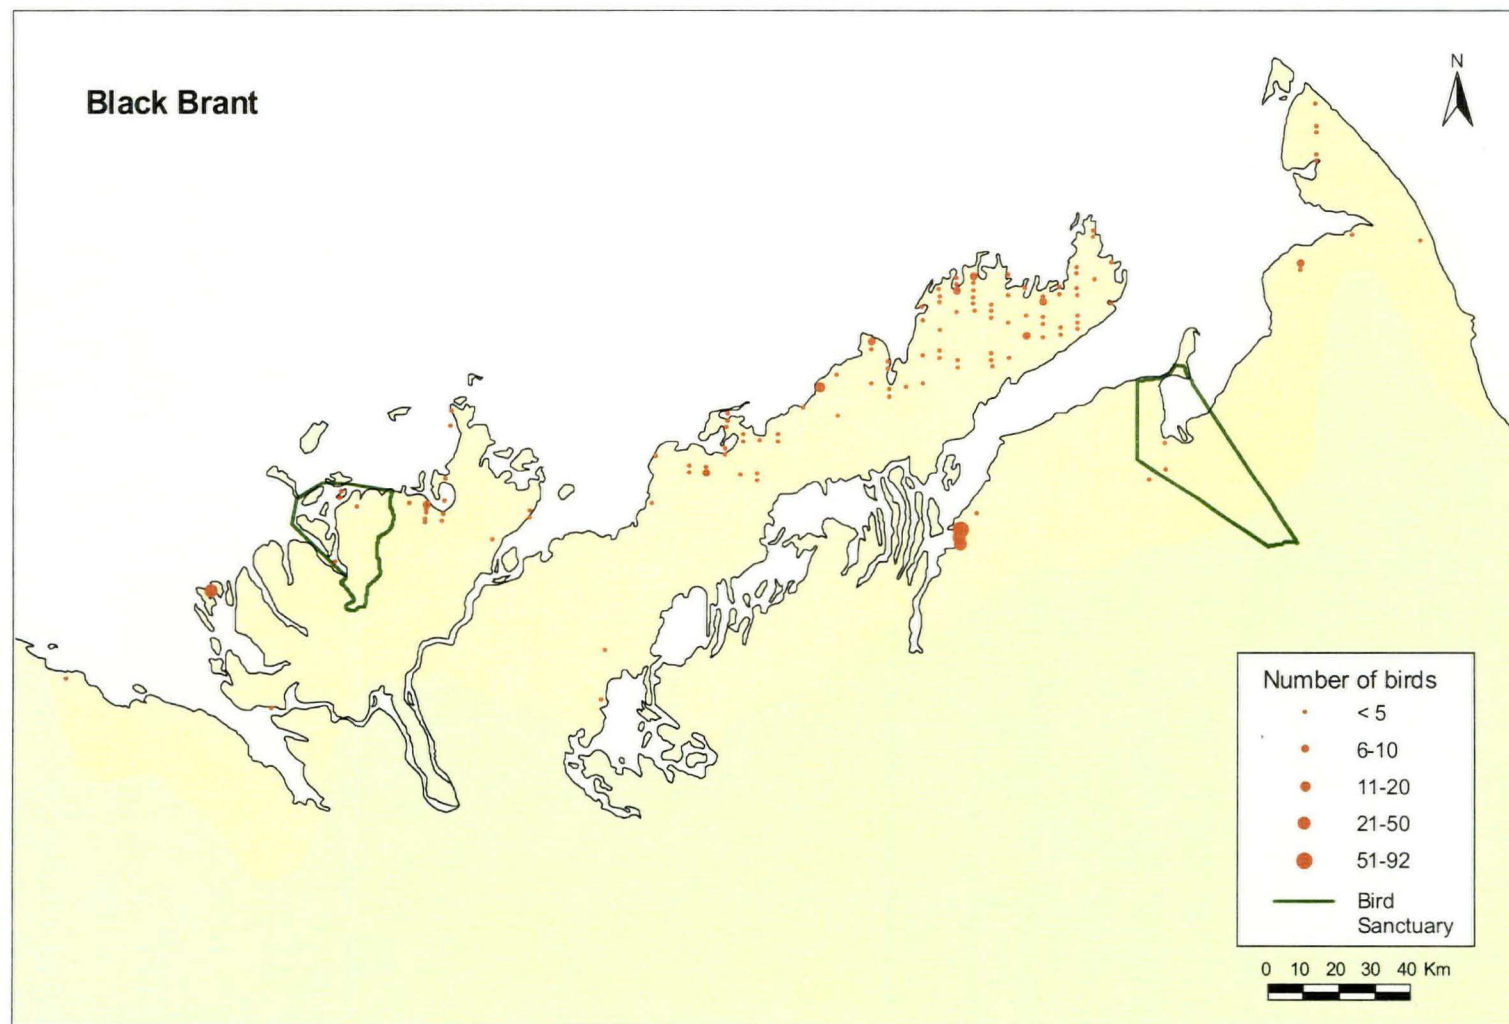 Black Brant
N
Number of birds
< 5
6-10
11-20
21-50
51-92
Bird
Sanctuary
0 10 20 30 40 Km